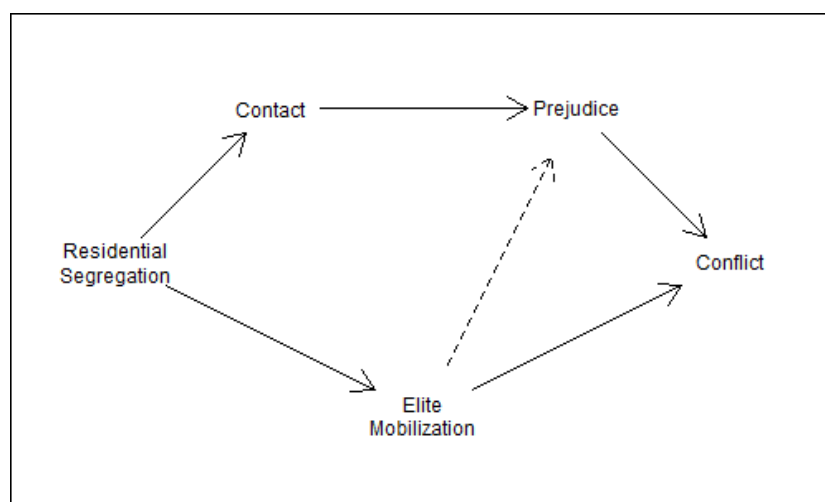 Contact
Prejudice
Residential
Segregation
Conflict
Elite
Mobilization